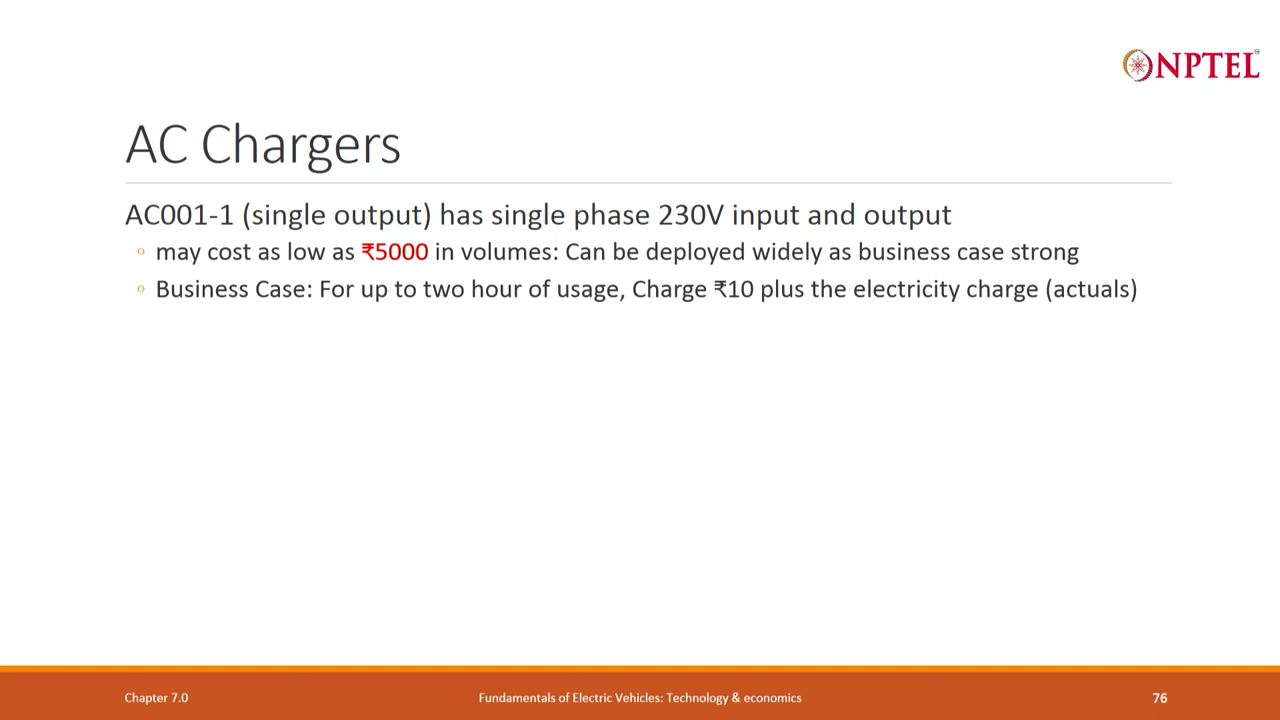 NPTEL
AC Chargers
AC001-1 (single output) has single phase 230V input and output
may cost as low as ₹5000 in volumes: Can be deployed widely as business case strong
Business Case: For up to two hour of usage, Charge ₹10 plus the electricity charge (actuals)
Chapter 7.0
Fundamentals of Electric Vehicles: Technology & economics
76